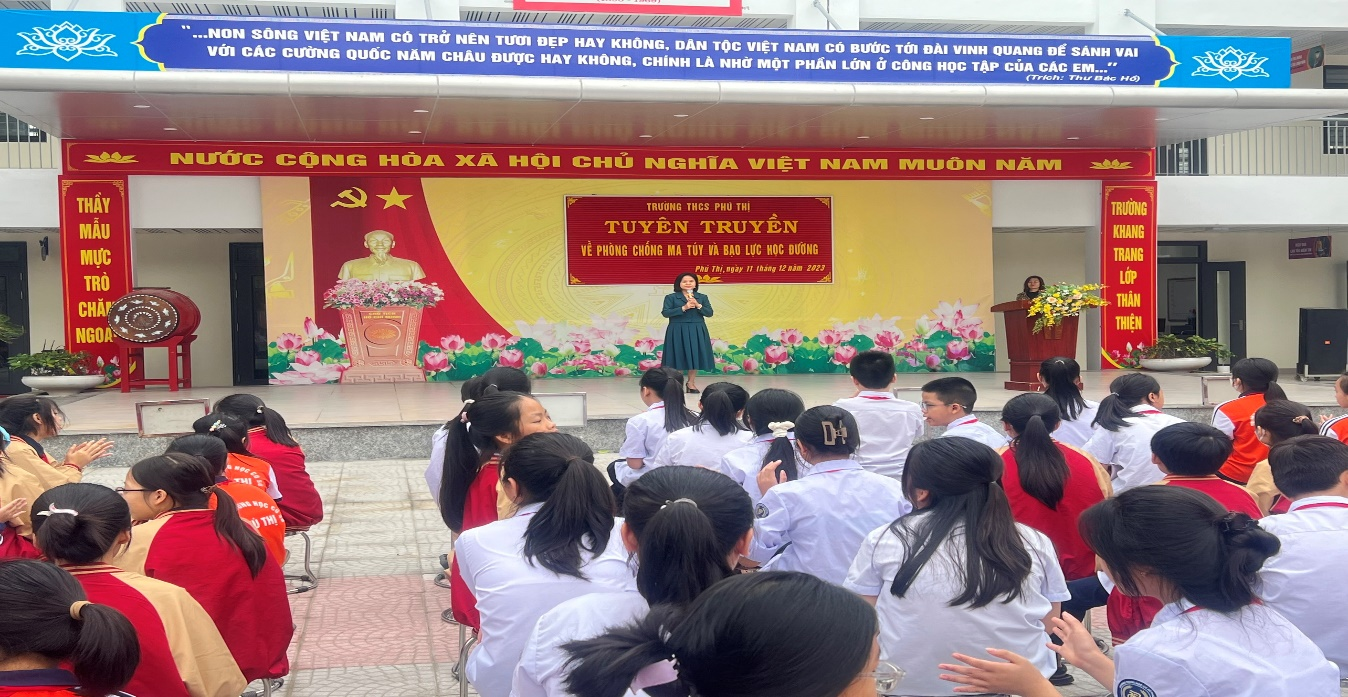 "...NON SÔNG VIỆT NAM CÓ TRỞ NÊN TƯƠI ĐẸP HAY KHÔNG, DÂN TỘC VIỆT NAM CÓ BƯỚC TỚI ĐÀI VINH QUANG ĐỂ SÁNH VAI
VỚI CÁC CƯỜNG QUỐC NĂM CHÂU ĐƯỢC HAY KHÔNG, CHÍNH LÀ NHỜ MỘT PHẦN LỚN Ở CÔNG HỌC TẬP CỦA CÁC EM..."
(Trích: Thư Bác Hồ)
NƯỚC CỘNG HÒA XÃ HỘI CHỦ NGHĨA VIỆT NAM MUÔN NĂM
THẦY
MẪU
MỰC
TRÒ
CHĂM
NGOAN
TRƯỜNG THCS PHÚ THỊ
TUYÊN TRUYỀN
VỀ PHÒNG CHỐNG MA TÚY VÀ BẠO LỰC HỌC ĐƯỜNG
Phú Thị, ngày 11 tháng 12 năm 2023
TRƯỜNG
KHANG
TRANG
LỚP
THÂN
THIỆN